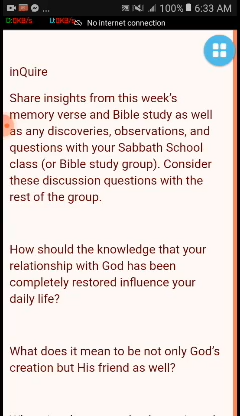 100% 6:33 AM
D:0KB/s U:0KB/s No internet connection
inQuire
Share insights from this week's
memory verse and Bible study as well
as any discoveries, observations, and
questions with your Sabbath School
class (or Bible study group). Consider
these discussion questions with the
rest of the group.
How should the knowledge that your
relationship with God has been
completely restored influence your
daily life?
What does it mean to be not only God's
creation but His friend as well?